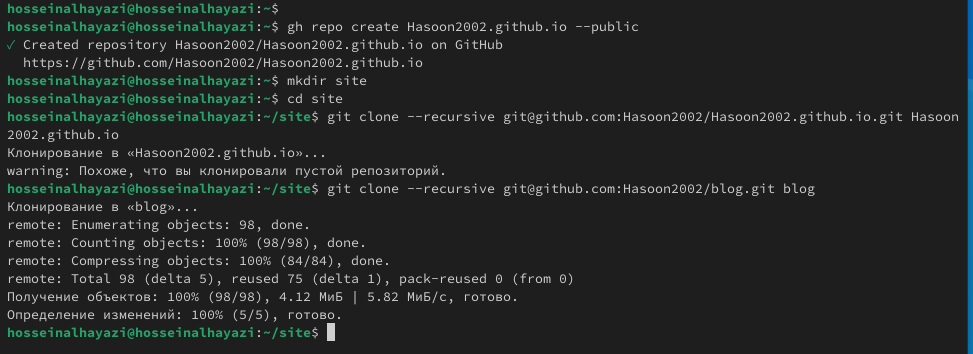 hosseinalhayazi@hosseinalhayazi:~$
hosseinalhayazi@hosseinalhayazi:~$ gh repo create Hasoon2002.github.io --public
✓ Created repository Hasoon2002/Hasoon2002.github.io on GitHub
  https://github.com/Hasoon2002/Hasoon2002.github.io
hosseinalhayazi@hosseinalhayazi:~$ mkdir site
hosseinalhayazi@hosseinalhayazi:~$ cd site
hosseinalhayazi@hosseinalhayazi:~/site$ git clone --recursive git@github.com:Hasoon2002/Hasoon2002.github.io.git Hasoon
2002.github.io
Клонирование в «Hasoon2002.github.io»...
warning: Похоже, что вы клонировали пустой репозиторий.
hosseinalhayazi@hosseinalhayazi:~/site$ git clone --recursive git@github.com:Hasoon2002/blog.git blog
Клонирование в «blog»...
remote: Enumerating objects: 98, done.
remote: Counting objects: 100% (98/98), done.
remote: Compressing objects: 100% (84/84), done.
remote: Total 98 (delta 5), reused 75 (delta 1), pack-reused 0 (from 0)
Получение объектов: 100% (98/98), 4.12 МиБ | 5.82 МиБ/с, готово.
Определение изменений: 100% (5/5), готово.
hosseinalhayazi@hosseinalhayazi:~/site$